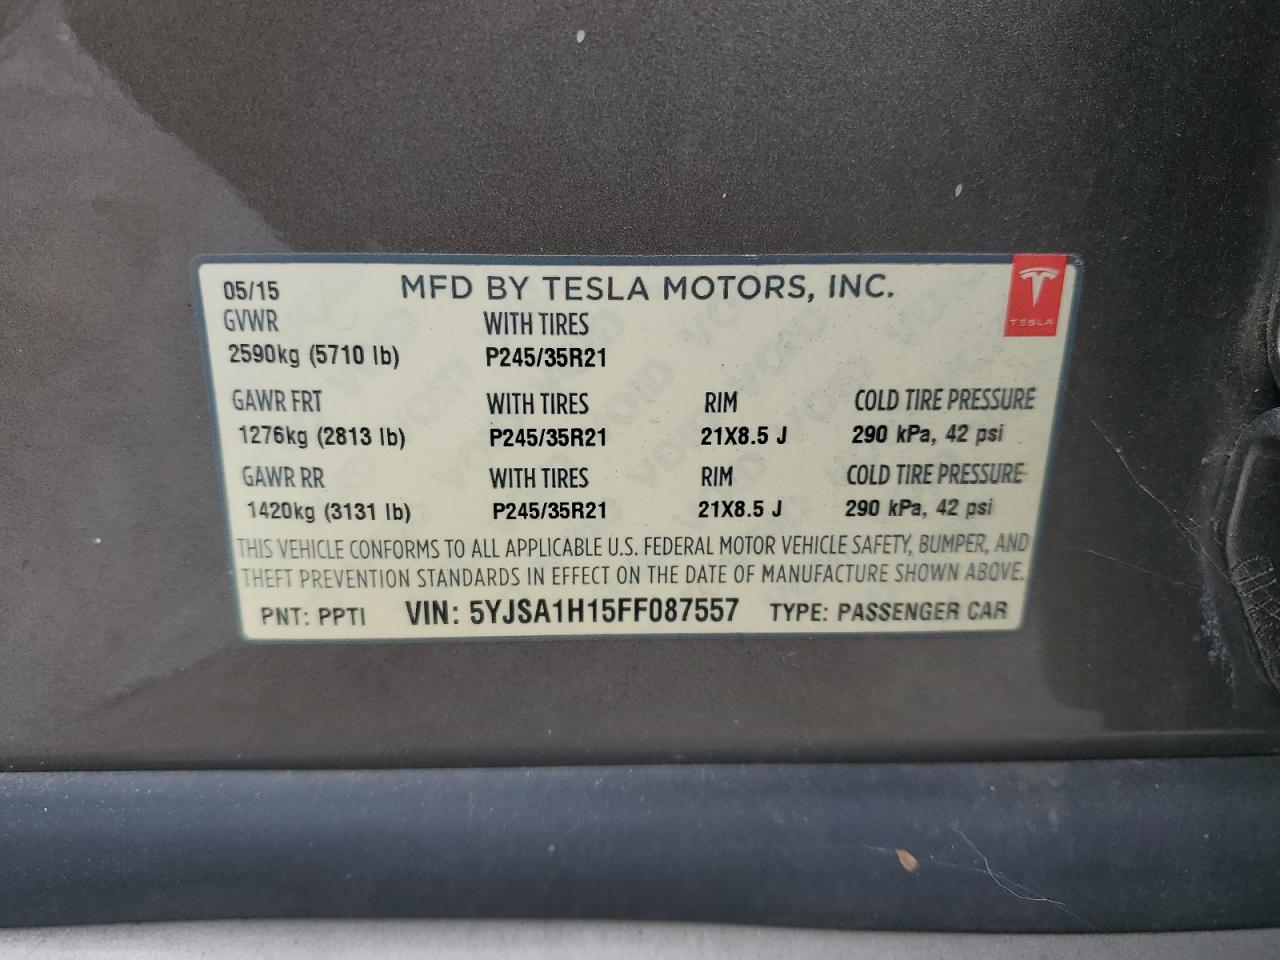 05/15 MFD BY TESLA MOTORS, INC.
TESLA
GVWR WITH TIRES
2590kg (5710 lb) P245/35R21
GAWR FRT WITH TIRES RIM COLD TIRE PRESSURE
1276kg (2813 lb) P245/35R21 21X8.5 J 290 kPa, 42 psi
GAWR RR WITH TIRES RIM COLD TIRE PRESSURE
1420kg (3131 lb) P245/35R21 21X8.5 J 290 kPa, 42 psi
THIS VEHICLE CONFORMS TO ALL APPLICABLE U.S. FEDERAL MOTOR VEHICLE SAFETY, BUMPER, AND
THEFT PREVENTION STANDARDS IN EFFECT ON THE DATE OF MANUFACTURE SHOWN ABOVE.
PNT: PPTI VIN: 5YJSA1H15FF087557 TYPE: PASSENGER CAR